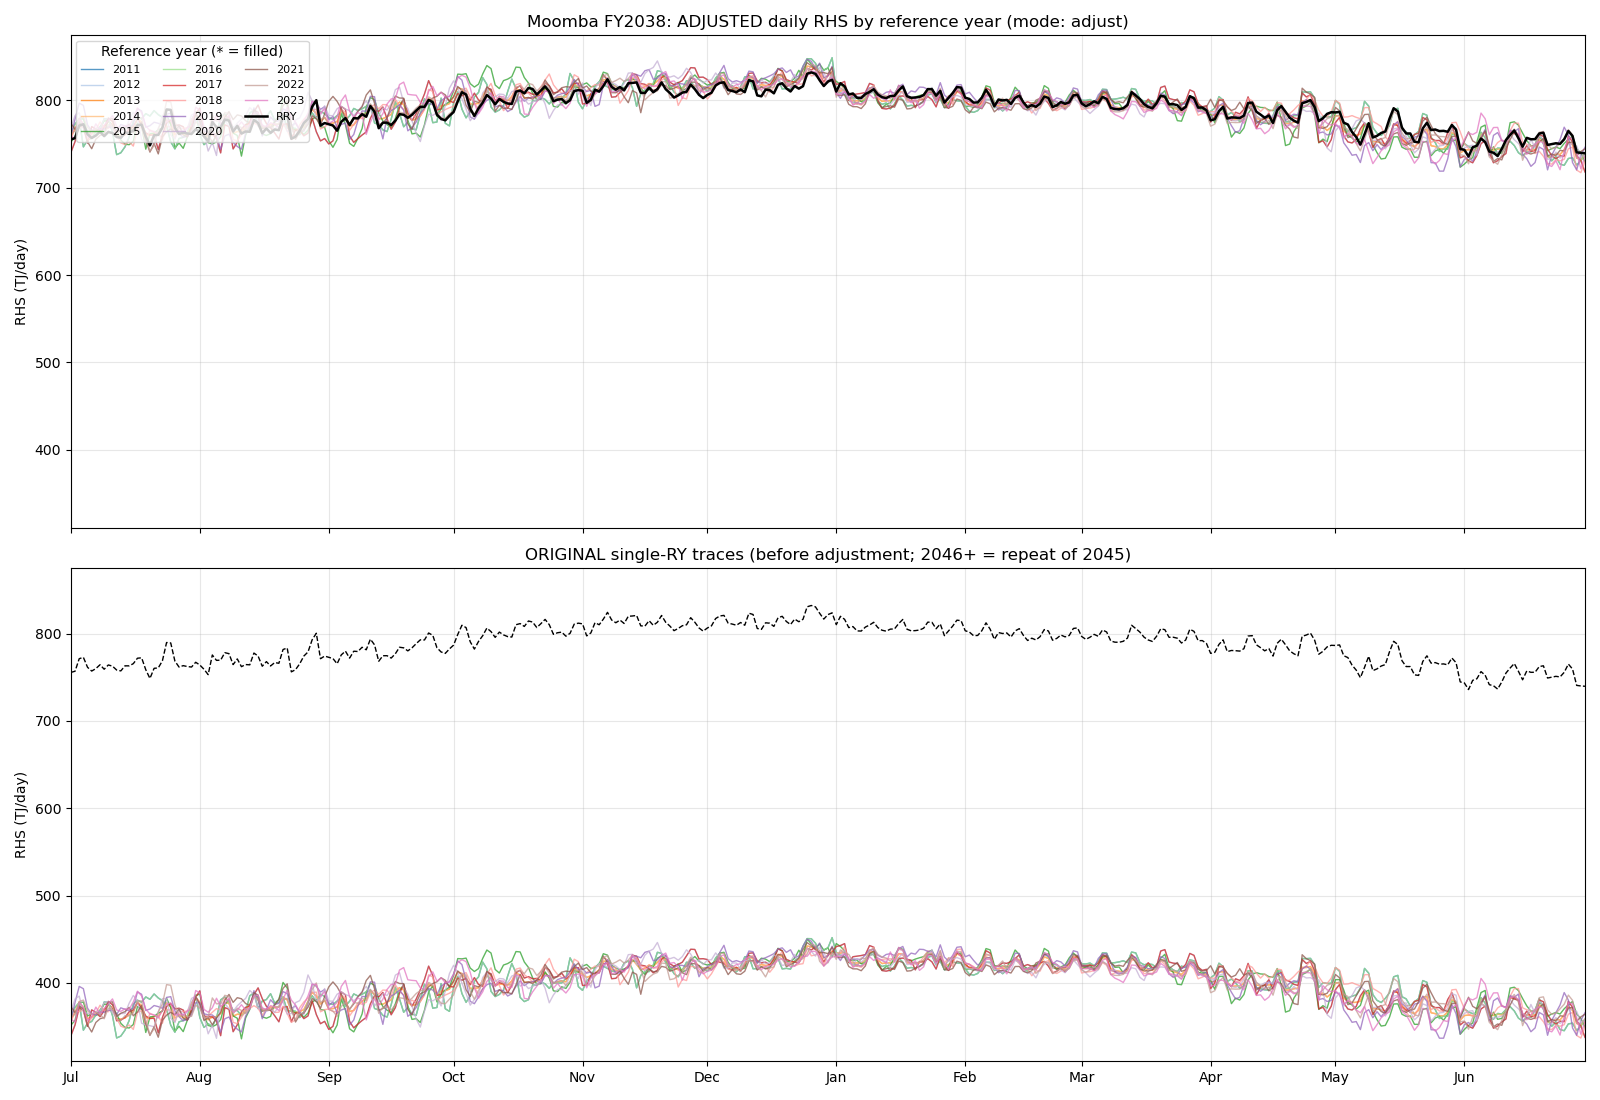 Moomba FY2038: ADJUSTED daily RHS by reference year (mode: adjust)
Reference year (* = filled)
2011 2016 2021
2012 2017 2022
2013 2018 2023
2014 2019 RRY
2015 2020
800
700
600
500
400
RHS (TJ/day)
ORIGINAL single-RY traces (before adjustment; 2046+ = repeat of 2045)
800
700
600
500
400
RHS (TJ/day)
Jul Aug Sep Oct Nov Dec Jan Feb Mar Apr May Jun